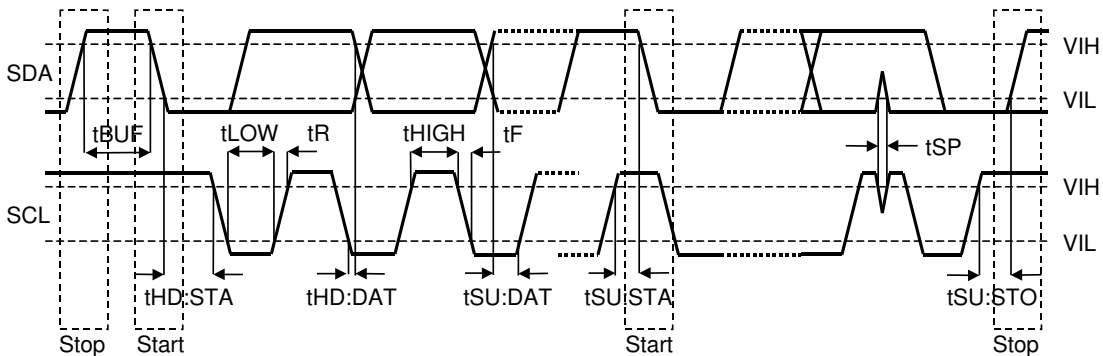 SDA
VIH
VIL
tBUF
tLOW
tR
tHIGH
tF
tSP
SCL
VIH
VIL
tHD:STA
tHD:DAT
tSU:DAT
tSU:STA
tSU:STO
Stop
Start
Start
Stop